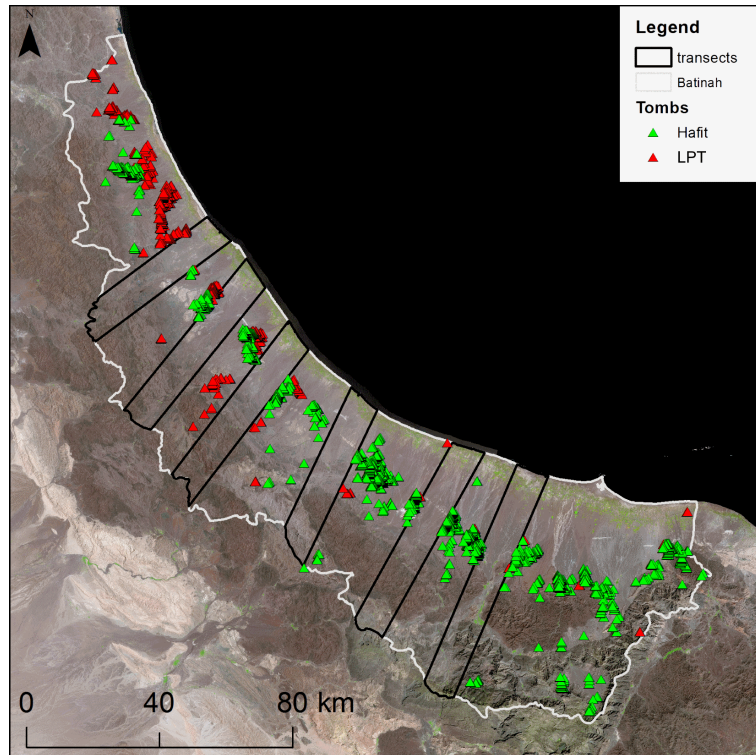 N
Legend
transects
Batinah
Tombs
Hafit
LPT
0 40 80 km